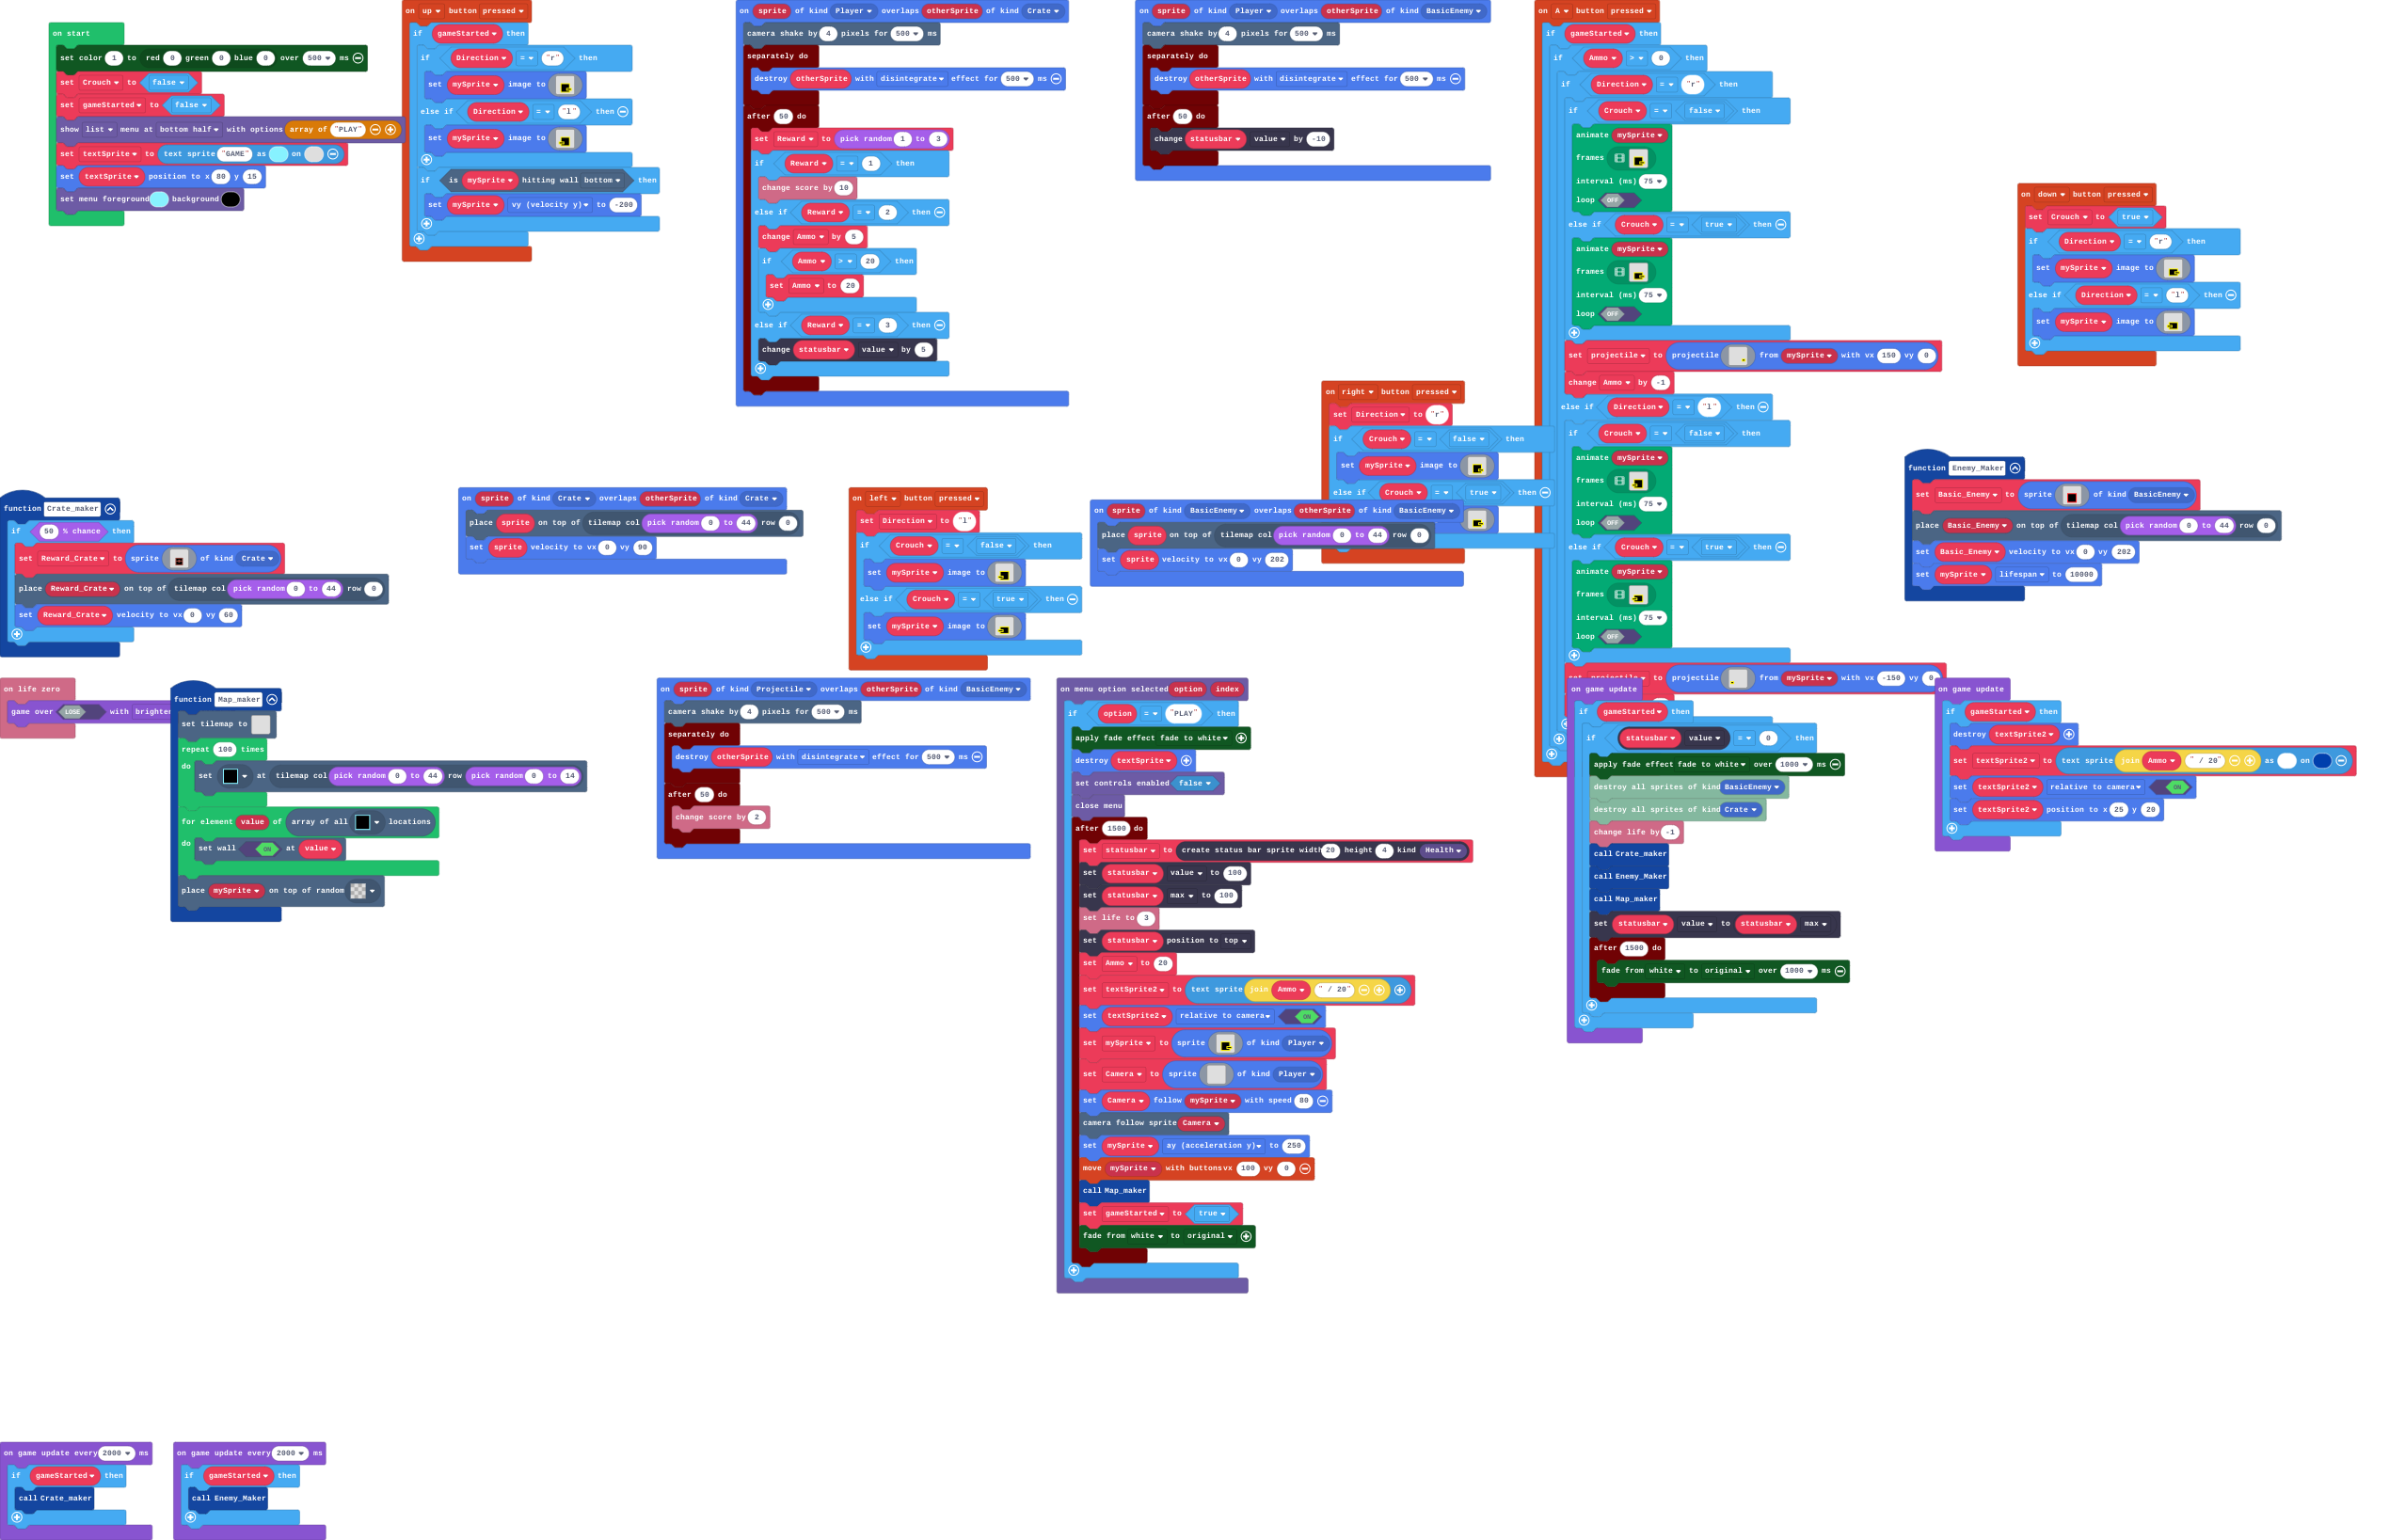 on start
set color 1 to red 0 green 0 blue 0 over 500 ms
set Crouch to false
set gameStarted to false
show list menu at bottom half with options array of "PLAY"
set textSprite to text sprite "GAME" as on
set textSprite position to x 80 y 15
set menu foreground background
on up button pressed
if gameStarted then
if Direction = "r" then
set mySprite image to
else if Direction = "l" then
set mySprite image to
if is mySprite hitting wall bottom then
set mySprite vy (velocity y) to -200
on sprite of kind Player overlaps otherSprite of kind Crate
camera shake by 4 pixels for 500 ms
separately do
destroy otherSprite with disintegrate effect for 500 ms
after 50 do
set Reward to pick random 1 to 3
if Reward = 1 then
change score by 10
else if Reward = 2 then
change Ammo by 5
if Ammo > 20 then
set Ammo to 20
else if Reward = 3 then
change statusbar value by 5
on sprite of kind Player overlaps otherSprite of kind BasicEnemy
camera shake by 4 pixels for 500 ms
separately do
destroy otherSprite with disintegrate effect for 500 ms
after 50 do
change statusbar value by -10
on A button pressed
if gameStarted then
if Ammo > 0 then
if Direction = "r" then
if Crouch = false then
animate mySprite
frames
interval (ms) 75
loop OFF
else if Crouch = true then
animate mySprite
frames
interval (ms) 75
loop OFF
set projectile to projectile from mySprite with vx 150 vy 0
change Ammo by -1
else if Direction = "l" then
if Crouch = false then
animate mySprite
frames
interval (ms) 75
loop OFF
else if Crouch = true then
animate mySprite
frames
interval (ms) 75
loop OFF
set projectile to projectile from mySprite with vx -150 vy 0
on down button pressed
set Crouch to true
if Direction = "r" then
set mySprite image to
else if Direction = "l" then
set mySprite image to
on right button pressed
set Direction to "r"
if Crouch = false then
set mySprite image to
else if Crouch = true then
function Crate_maker
if 50 % chance then
set Reward_Crate to sprite of kind Crate
place Reward_Crate on top of tilemap col pick random 0 to 44 row 0
set Reward_Crate velocity to vx 0 vy 60
on sprite of kind Crate overlaps otherSprite of kind Crate
place sprite on top of tilemap col pick random 0 to 44 row 0
set sprite velocity to vx 0 vy 90
on left button pressed
set Direction to "l"
if Crouch = false then
set mySprite image to
else if Crouch = true then
set mySprite image to
on sprite of kind BasicEnemy overlaps otherSprite of kind BasicEnemy
place sprite on top of tilemap col pick random 0 to 44 row 0
set sprite velocity to vx 0 vy 202
function Enemy_Maker
set Basic_Enemy to sprite of kind BasicEnemy
place Basic_Enemy on top of tilemap col pick random 0 to 44 row 0
set Basic_Enemy velocity to vx 0 vy 202
set mySprite lifespan to 10000
on life zero
game over LOSE with brighter
function Map_maker
set tilemap to
repeat 100 times
do set at tilemap col pick random 0 to 44 row pick random 0 to 14
for element value of array of all locations
do set wall ON at value
place mySprite on top of random
on sprite of kind Projectile overlaps otherSprite of kind BasicEnemy
camera shake by 4 pixels for 500 ms
separately do
destroy otherSprite with disintegrate effect for 500 ms
after 50 do
change score by 2
on menu option selected option index
if option = "PLAY" then
apply fade effect fade to white
destroy textSprite
set controls enabled false
close menu
after 1500 do
set statusbar to create status bar sprite width 20 height 4 kind Health
set statusbar value to 100
set statusbar max to 100
set life to 3
set statusbar position to top
set Ammo to 20
set textSprite2 to text sprite join Ammo " / 20"
set textSprite2 relative to camera ON
set mySprite to sprite of kind Player
set Camera to sprite of kind Player
set Camera follow mySprite with speed 80
camera follow sprite Camera
set mySprite ay (acceleration y) to 250
move mySprite with buttons vx 100 vy 0
call Map_maker
set gameStarted to true
fade from white to original
on game update
if gameStarted then
if statusbar value = 0 then
apply fade effect fade to white over 1000 ms
destroy all sprites of kind BasicEnemy
destroy all sprites of kind Crate
change life by -1
call Crate_maker
call Enemy_Maker
call Map_maker
set statusbar value to statusbar max
after 1500 do
fade from white to original over 1000 ms
on game update
if gameStarted then
destroy textSprite2
set textSprite2 to text sprite join Ammo " / 20" as on
set textSprite2 relative to camera ON
set textSprite2 position to x 25 y 20
on game update every 2000 ms
if gameStarted then
call Crate_maker
on game update every 2000 ms
if gameStarted then
call Enemy_Maker